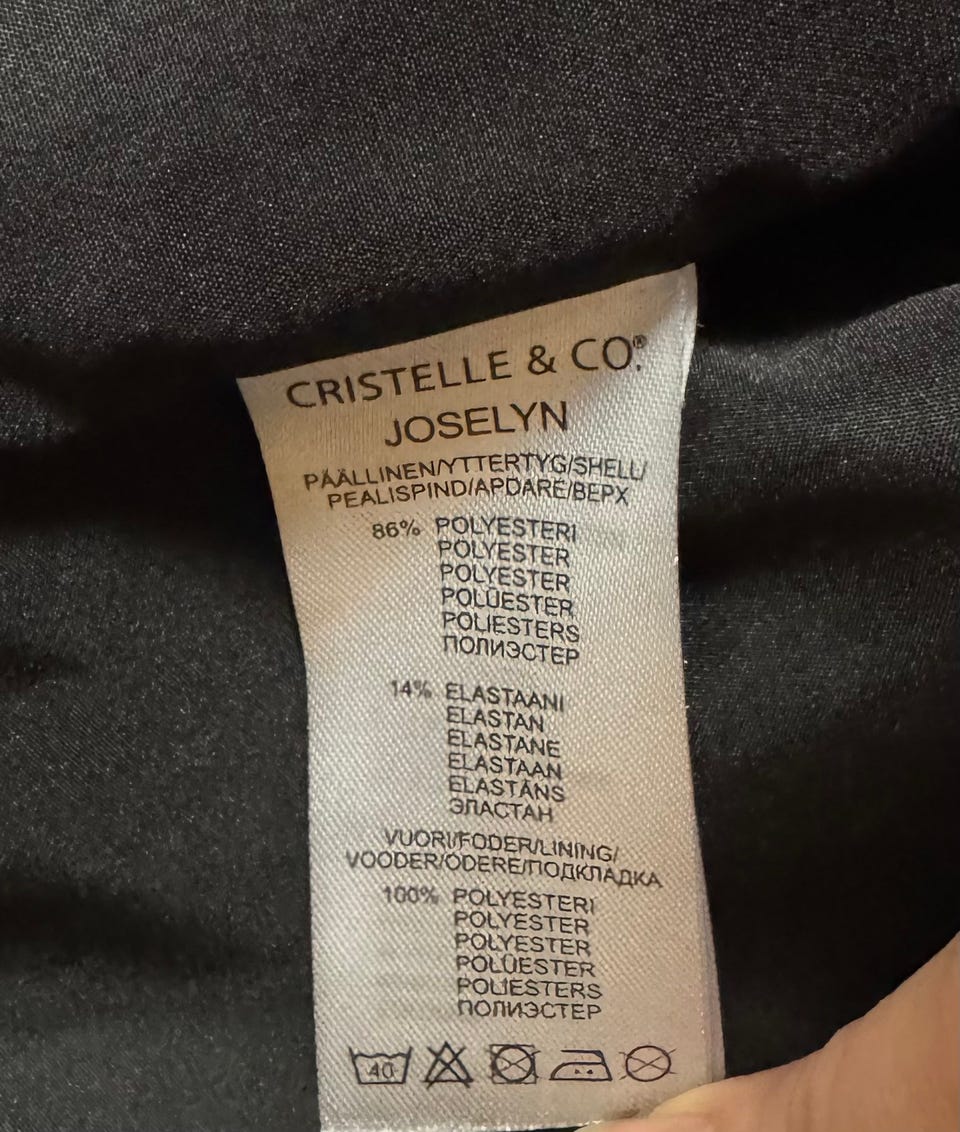 CRISTELLE & CO.®
JOSELYN
PÄÄLLINEN/YTTERTYG/SHELL/
PEALISPIND/APDARE/ВЕРХ
86% POLYESTERI
POLYESTER
POLYESTER
POLÜESTER
POLIESTERS
ПОЛИЭСТЕР
14% ELASTAANI
ELASTAN
ELASTANE
ELASTAAN
ELASTĀNS
ЭЛАСТАН
VUORI/FODER/LINING/
VOODER/ODERE/ПОДКЛАДКА
100% POLYESTERI
POLYESTER
POLYESTER
POLÜESTER
POLIESTERS
ПОЛИЭСТЕР
40